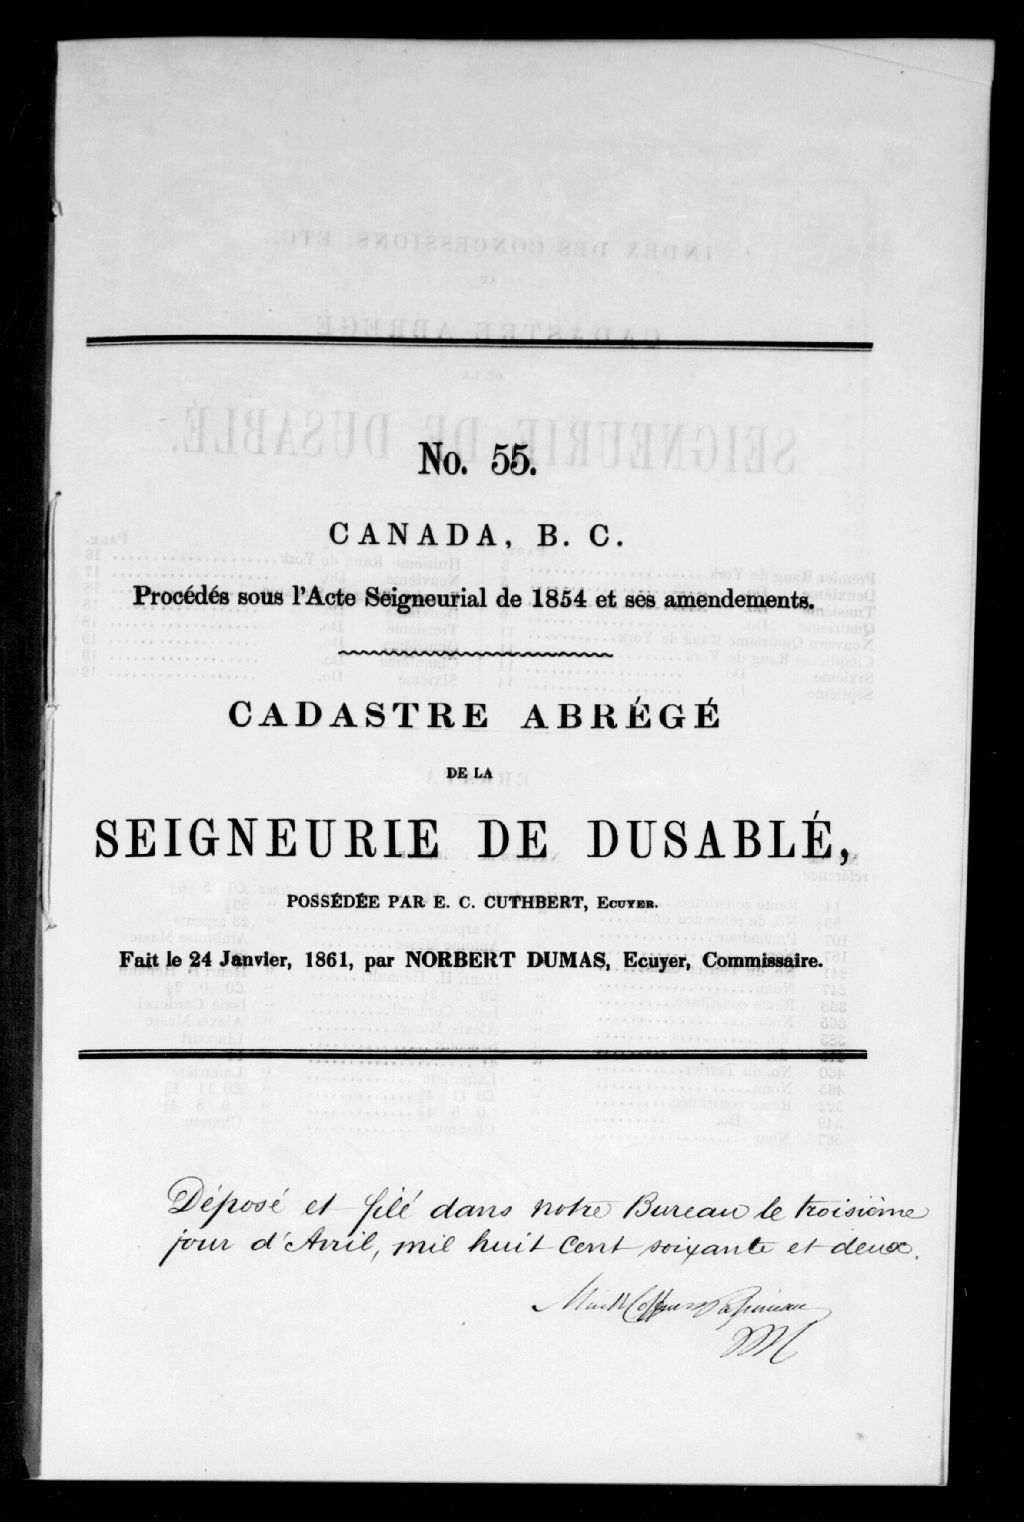 No. 55.
CANADA, B. C.
Procédés sous l'Acte Seigneurial de 1854 et ses amendements.
CADASTRE ABRÉGÉ
DE LA
SEIGNEURIE DE DUSABLÉ,
POSSÉDÉE PAR E. C. CUTHBERT, ECUYER.
Fait le 24 Janvier, 1861, par NORBERT DUMAS, Ecuyer, Commissaire.
Déposé et filé dans notre Bureau le troisième
jour d'Avril, mil huit Cent soixante et deux.
Papineau